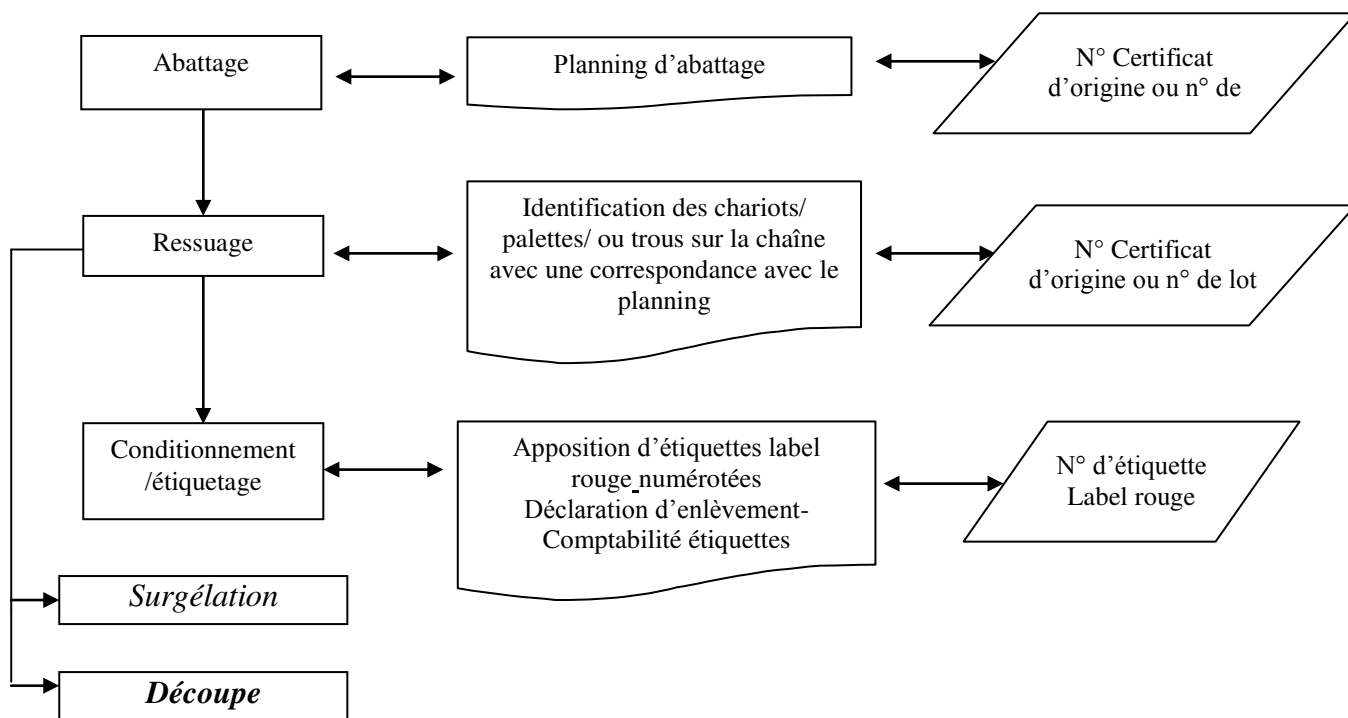 Abattage
Planning d'abattage
N° Certificat
d'origine ou n° de
Ressuage
Identification des chariots/
palettes/ ou trous sur la chaîne
avec une correspondance avec le
planning
N° Certificat
d'origine ou n° de lot
Conditionnement
/étiquetage
Apposition d'étiquettes label
rouge numérotées
Déclaration d'enlèvement-
Comptabilité étiquettes
N° d'étiquette
Label rouge
Surgélation
Découpe